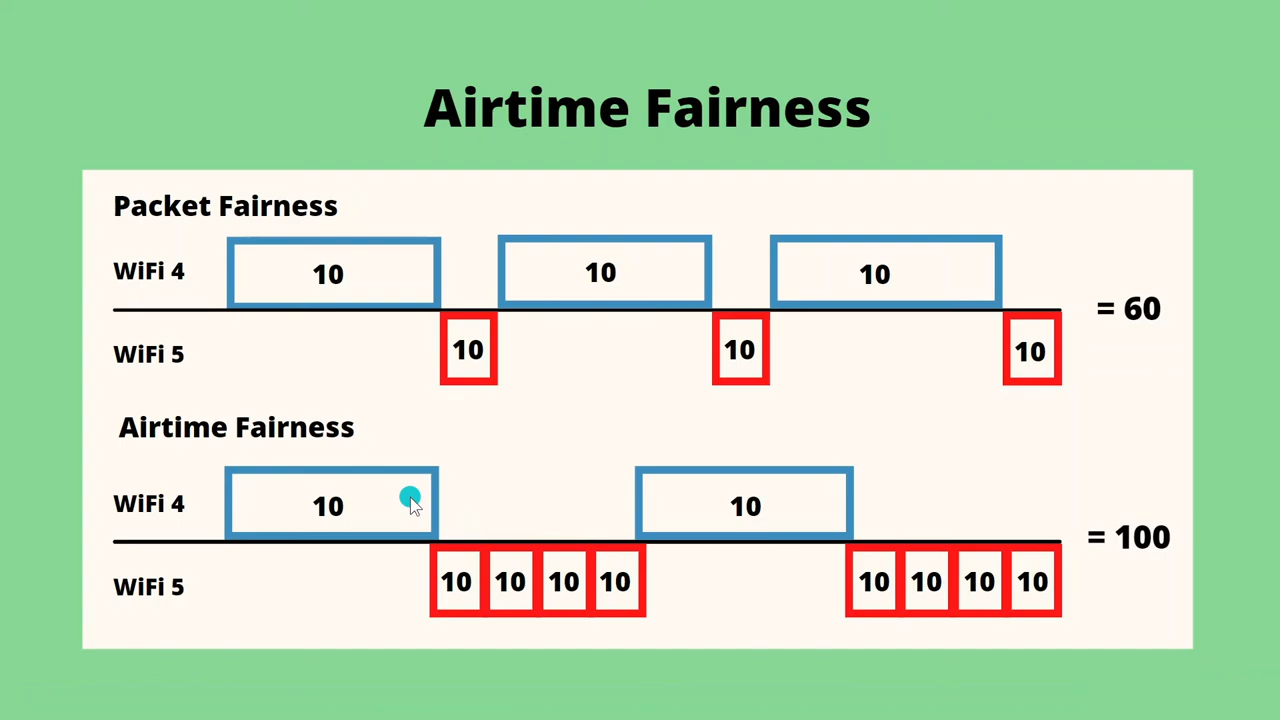 Airtime Fairness
Packet Fairness
WiFi 4 10 10 10
= 60
WiFi 5 10 10 10
Airtime Fairness
WiFi 4 10 10
= 100
WiFi 5 10 10 10 10 10 10 10 10